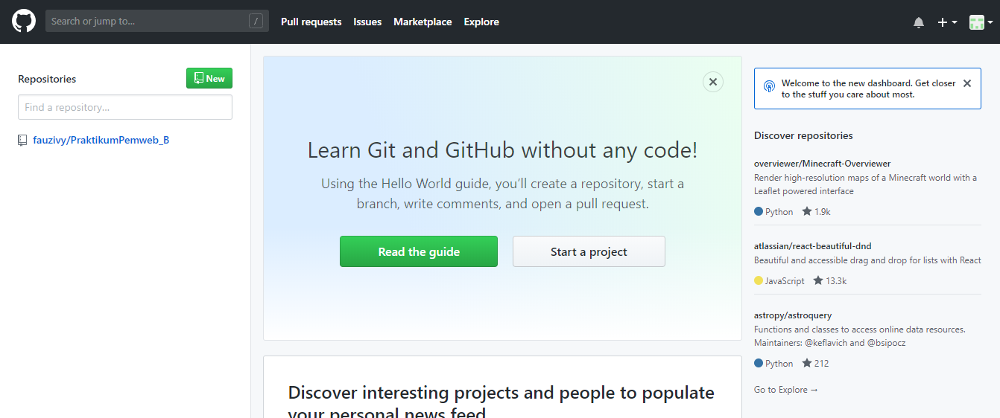 Search or jump to...
/
Pull requests
Issues
Marketplace
Explore
Repositories
New
Find a repository...
fauzivy/PraktikumPemweb_B
Learn Git and GitHub without any code!
Using the Hello World guide, you’ll create a repository, start a
branch, write comments, and open a pull request.
Read the guide
Start a project
Discover interesting projects and people to populate
your personal news feed
Welcome to the new dashboard. Get closer
to the stuff you care about most.
Discover repositories
overviewer/Minecraft-Overviewer
Render high-resolution maps of a Minecraft world with a
Leaflet powered interface
Python 1.9k
atlassian/react-beautiful-dnd
Beautiful and accessible drag and drop for lists with React
JavaScript 13.3k
astropy/astroquery
Functions and classes to access online data resources.
Maintainers: @keflavich and @bsipocz
Python 212
Go to Explore →